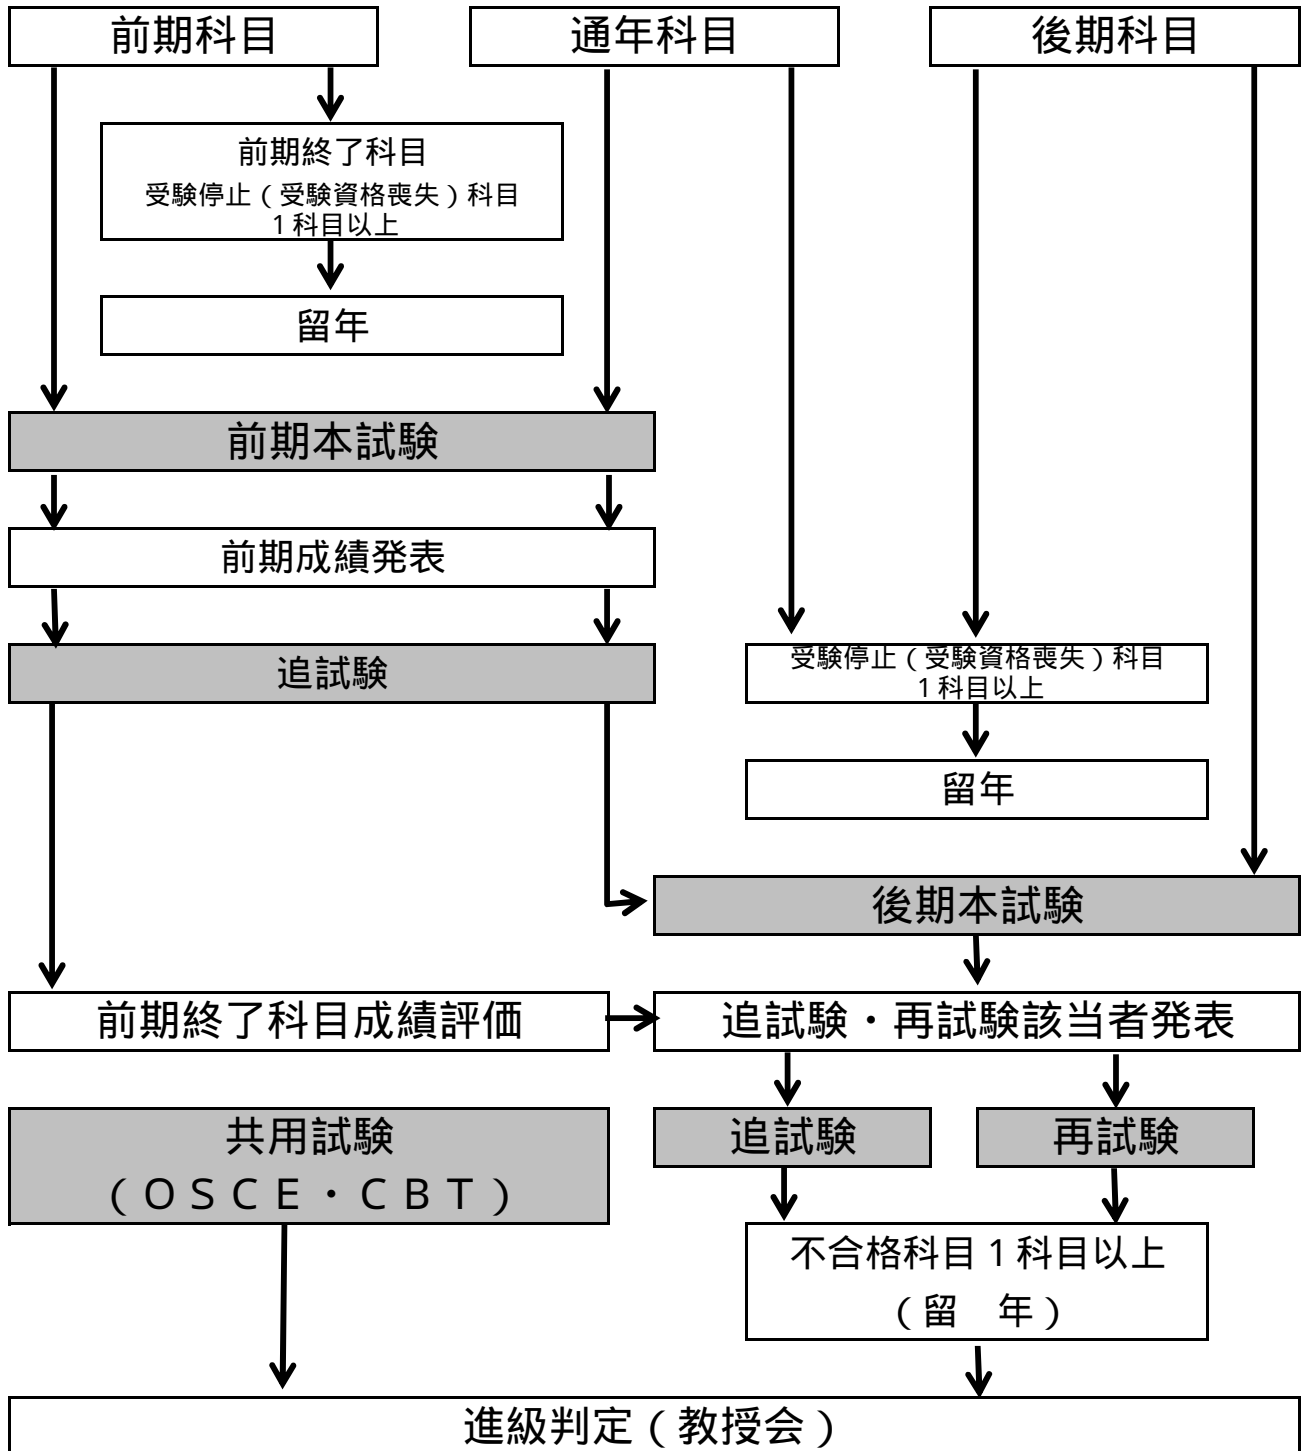 前期科目
通年科目
後期科目
前期終了科目
受験停止（受験資格喪失）科目
１科目以上
留年
前期本試験
前期成績発表
追試験
受験停止（受験資格喪失）科目
１科目以上
留年
後期本試験
前期終了科目成績評価
追試験・再試験該当者発表
共用試験
（ＯＳＣＥ・ＣＢＴ）
追試験
再試験
不合格科目１科目以上
（留　年）
進級判定（教授会）